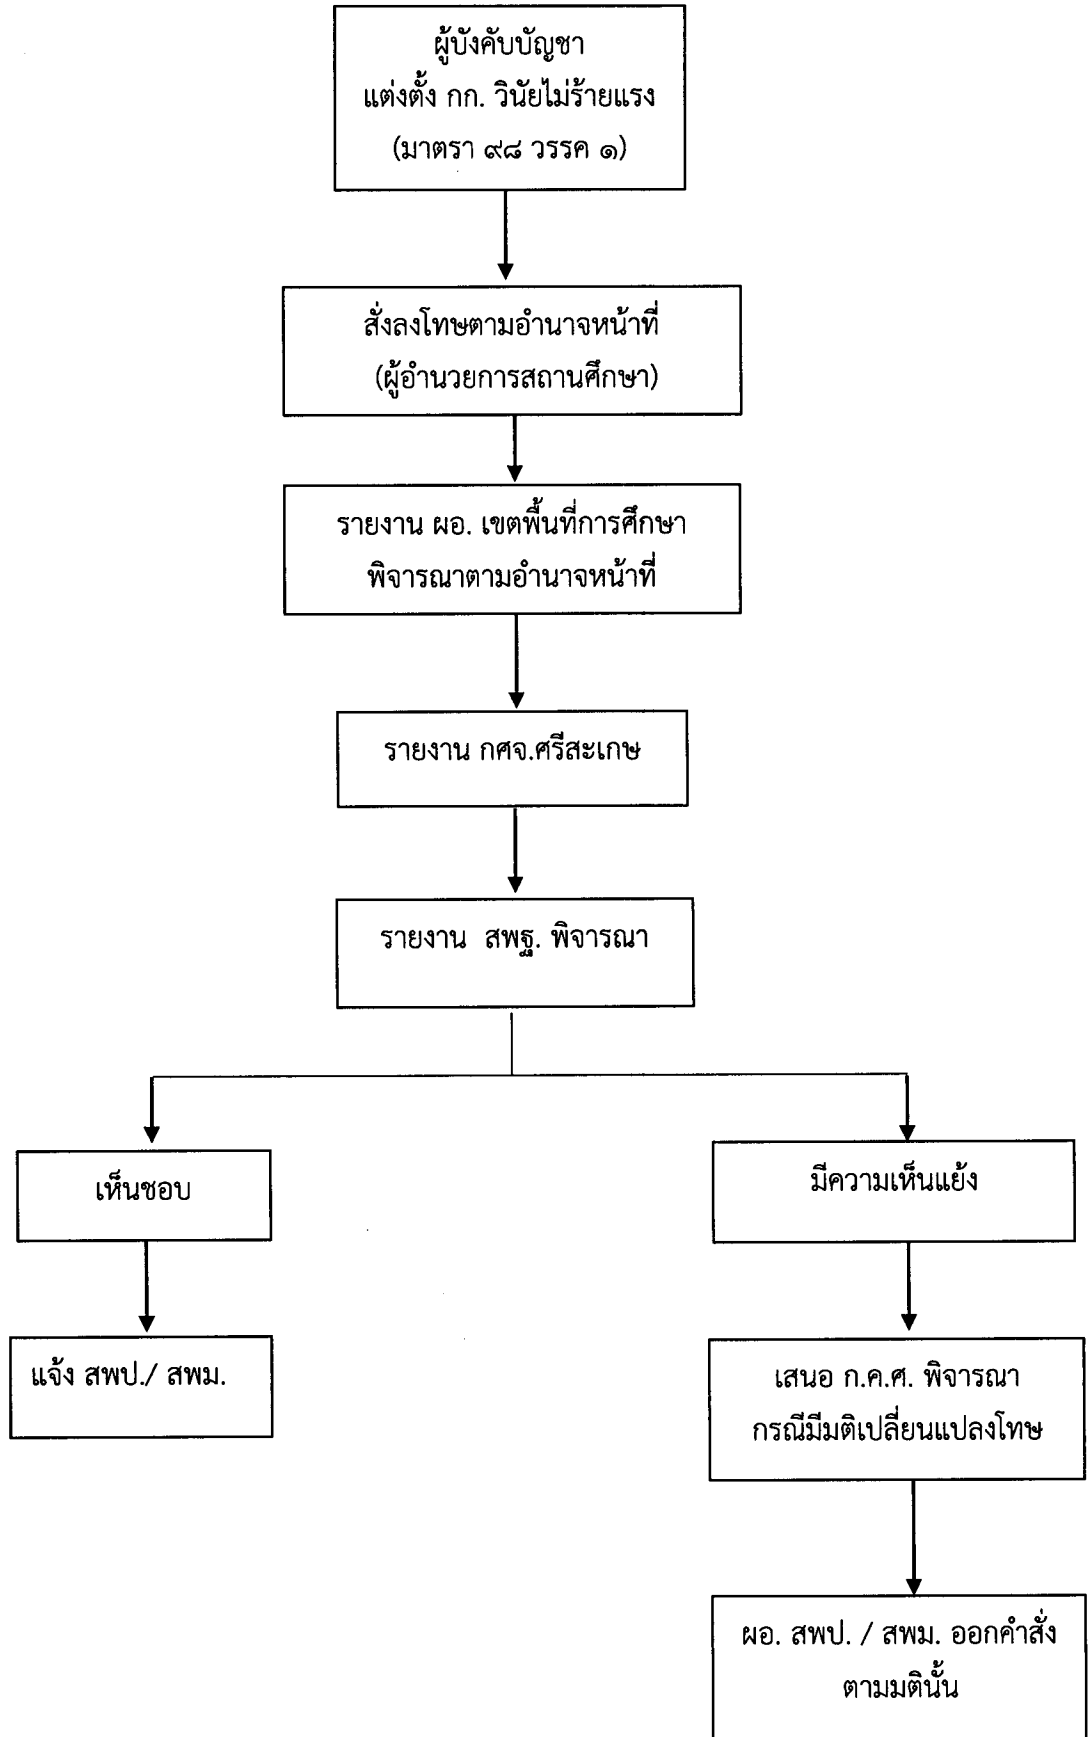 ผู้บังคับบัญชา
แต่งตั้ง กก. วินัยไม่ร้ายแรง
(มาตรา ๙๘ วรรค ๑)
สั่งลงโทษตามอำนาจหน้าที่
(ผู้อำนวยการสถานศึกษา)
รายงาน ผอ. เขตพื้นที่การศึกษา
พิจารณาตามอำนาจหน้าที่
รายงาน กศจ.ศรีสะเกษ
รายงาน สพฐ. พิจารณา
เห็นชอบ
มีความเห็นแย้ง
แจ้ง สพป./ สพม.
เสนอ ก.ค.ศ. พิจารณา
กรณีมีมติเปลี่ยนแปลงโทษ
ผอ. สพป. / สพม. ออกคำสั่ง
ตามมตินั้น